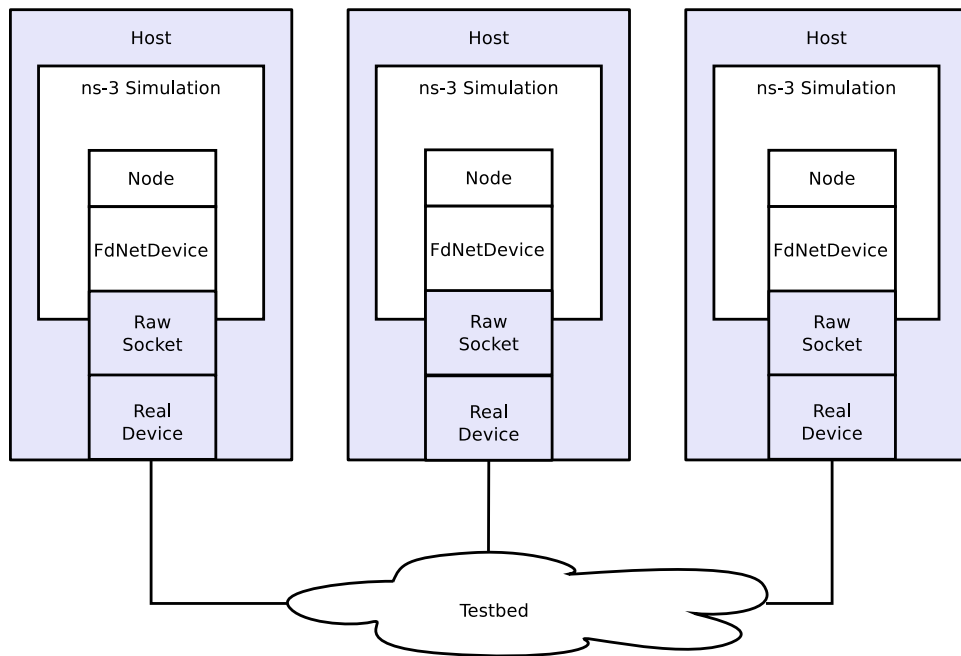 Host
ns-3 Simulation
Node
FdNetDevice
Raw
Socket
Real
Device
Host
ns-3 Simulation
Node
FdNetDevice
Raw
Socket
Real
Device
Host
ns-3 Simulation
Node
FdNetDevice
Raw
Socket
Real
Device
Testbed